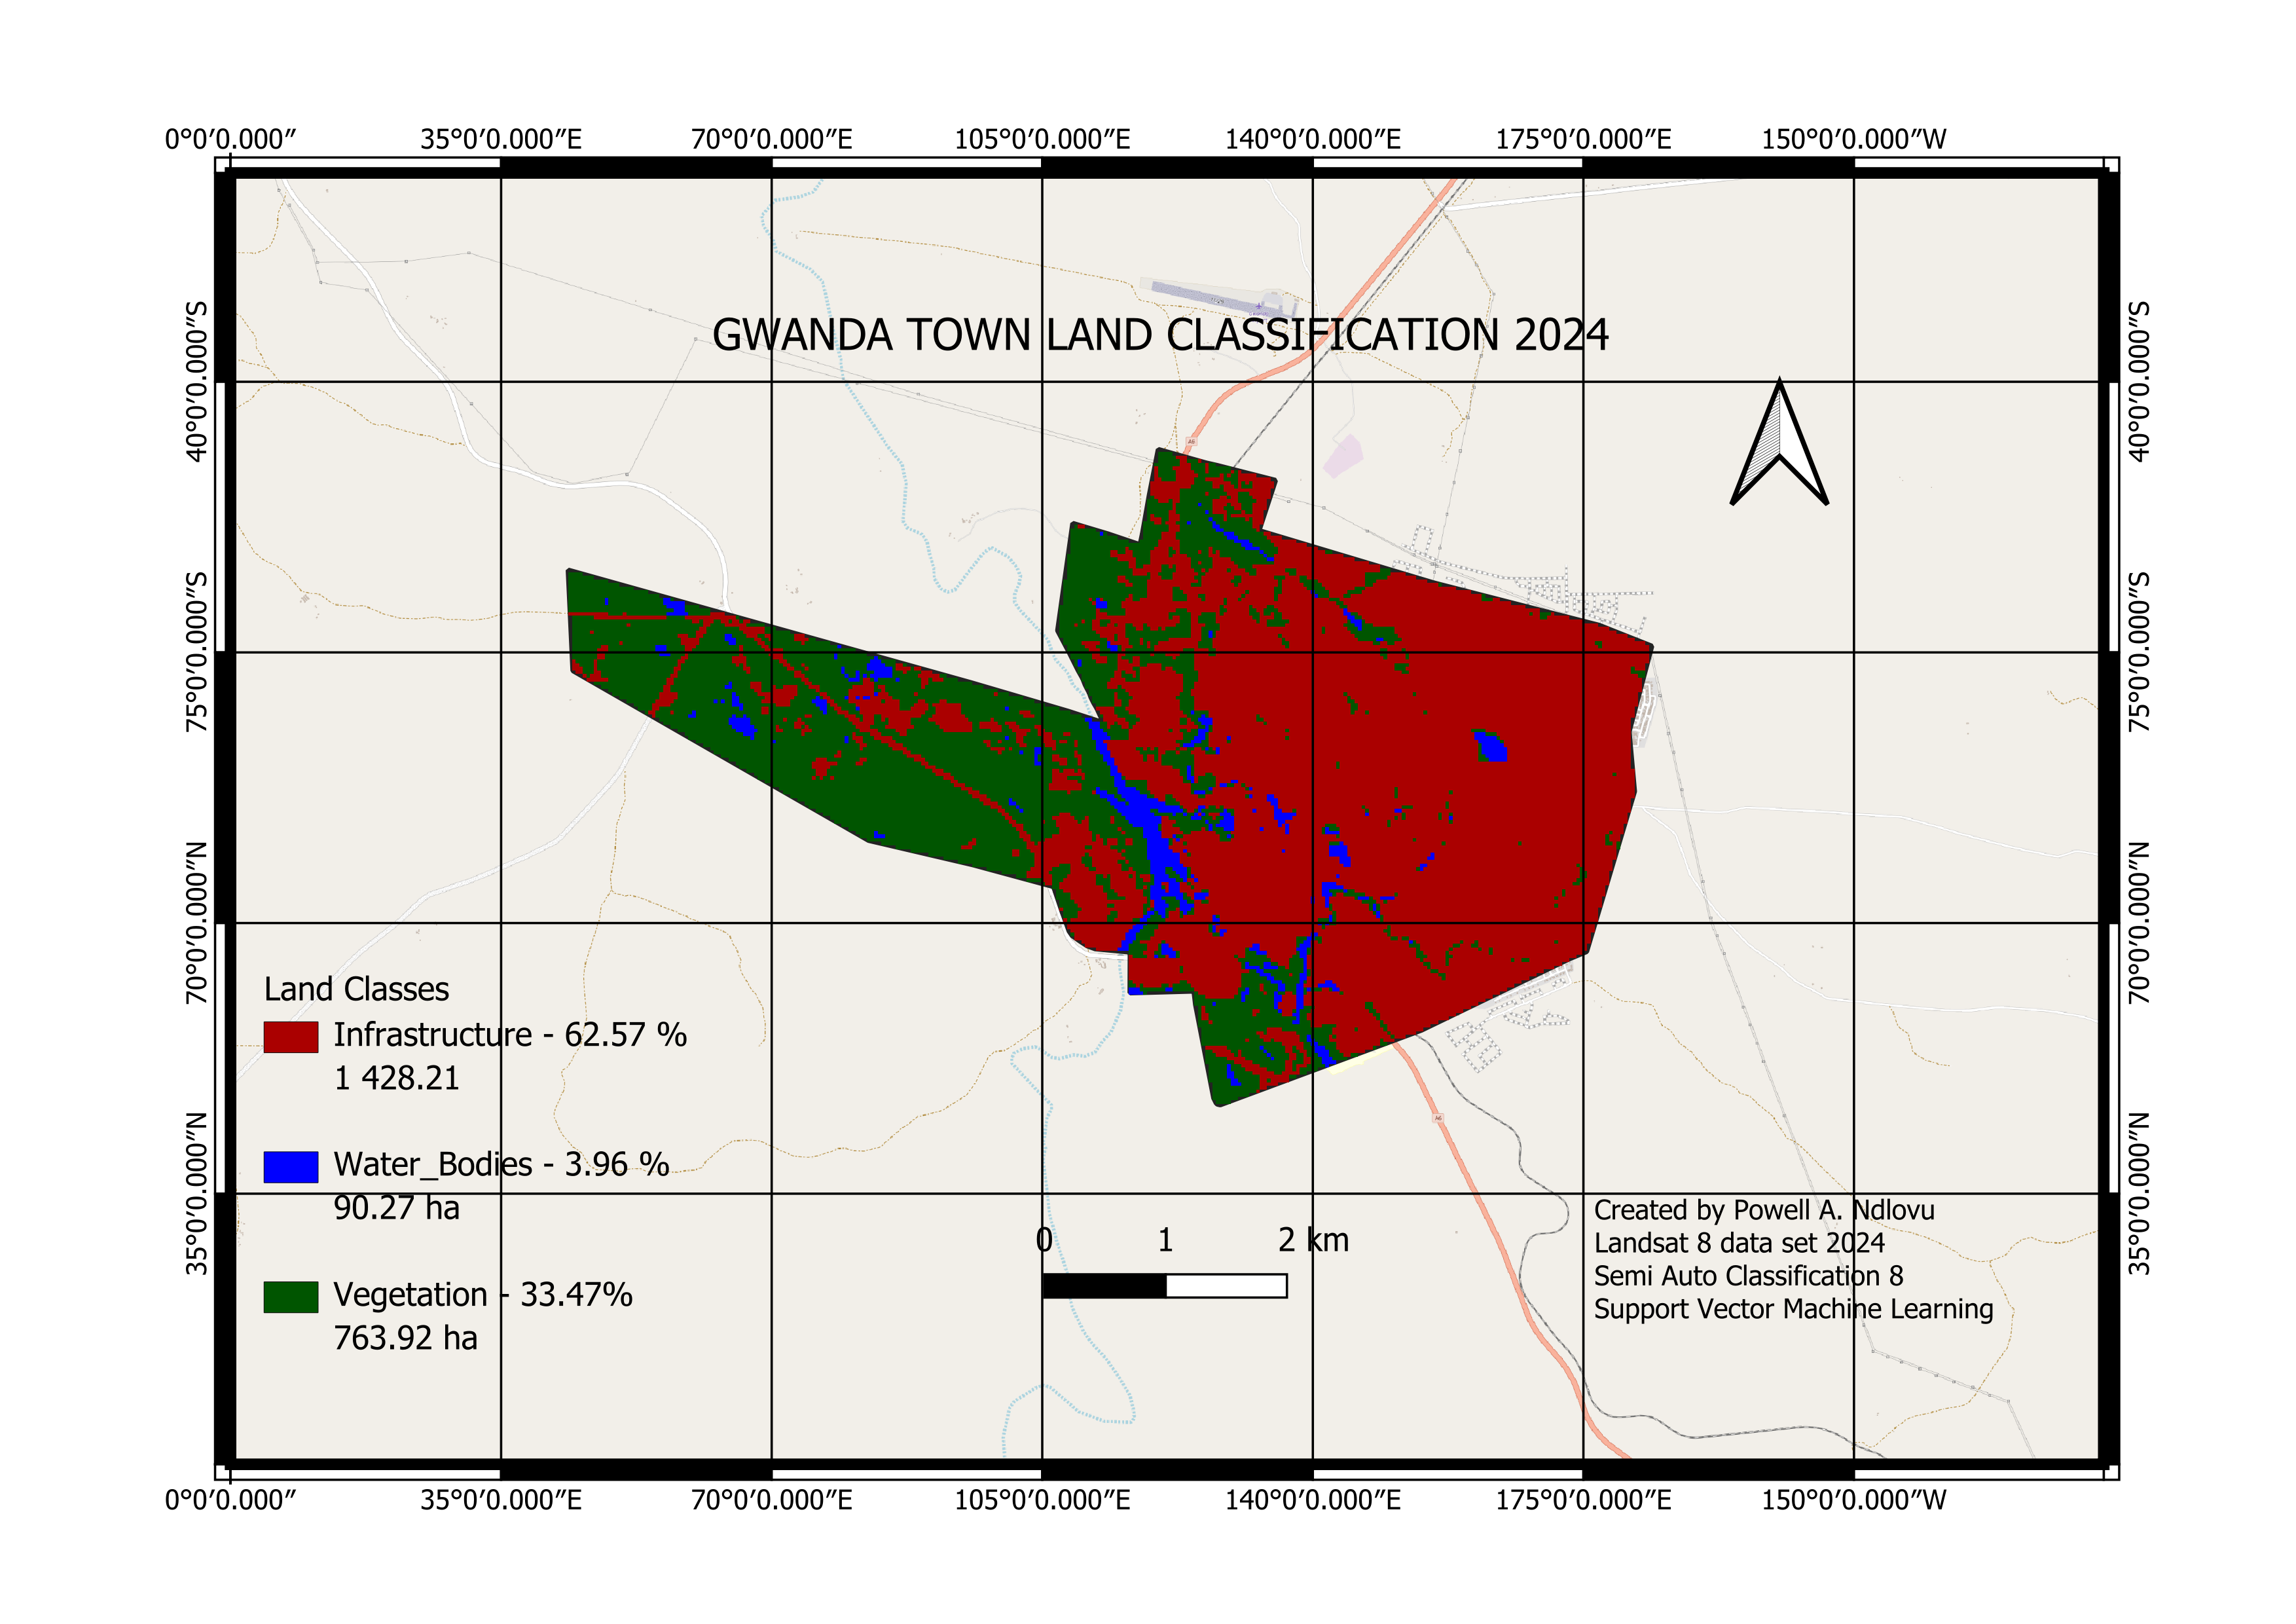 0°0′0.000″ 35°0′0.000″E 70°0′0.000″E 105°0′0.000″E 140°0′0.000″E 175°0′0.000″E 150°0′0.000″W
GWANDA TOWN LAND CLASSIFICATION 2024
40°0′0.000″S
40°0′0.000″S
A6
75°0′0.000″S
75°0′0.000″S
70°0′0.000″N
70°0′0.000″N
Land Classes
Infrastructure - 62.57 %
1 428.21
Water_Bodies - 3.96 %
90.27 ha
Vegetation - 33.47%
763.92 ha
A6
35°0′0.000″N
35°0′0.000″N
0 1 2 km
Created by Powell A. Ndlovu
Landsat 8 data set 2024
Semi Auto Classification 8
Support Vector Machine Learning
0°0′0.000″ 35°0′0.000″E 70°0′0.000″E 105°0′0.000″E 140°0′0.000″E 175°0′0.000″E 150°0′0.000″W